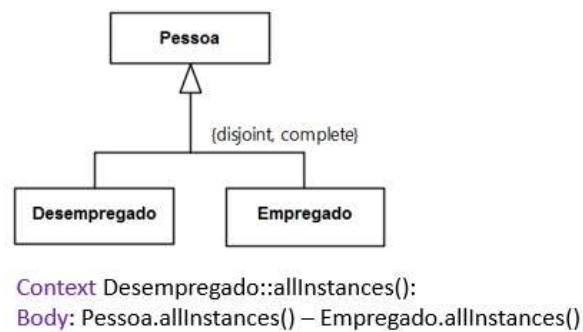 Pessoa
{disjoint, complete}
Desempregado
Empregado
Context Desempregado::allInstances():
Body: Pessoa.allInstances() – Empregado.allInstances()